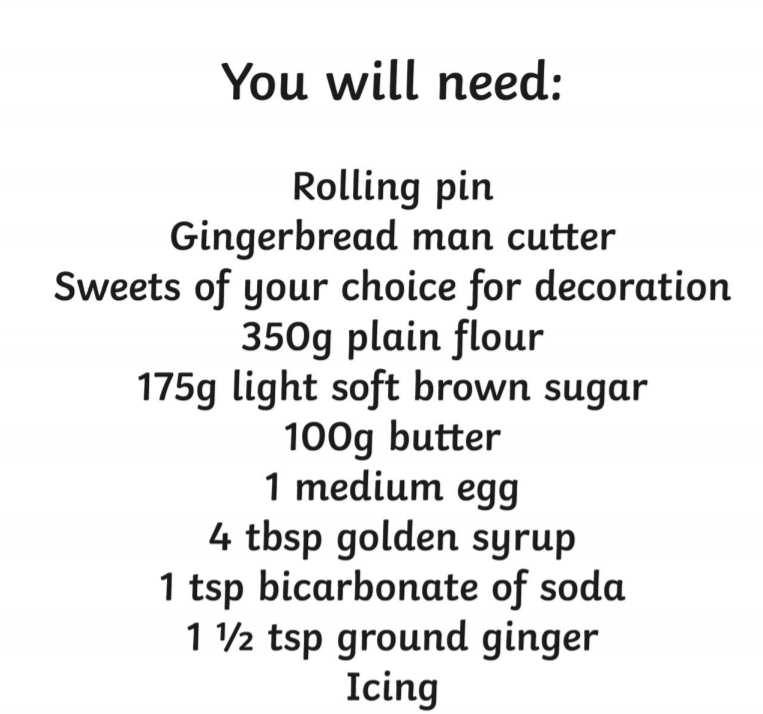 You will need:
Rolling pin
Gingerbread man cutter
Sweets of your choice for decoration
350g plain flour
175g light soft brown sugar
100g butter
1 medium egg
4 tbsp golden syrup
1 tsp bicarbonate of soda
1 ½ tsp ground ginger
Icing